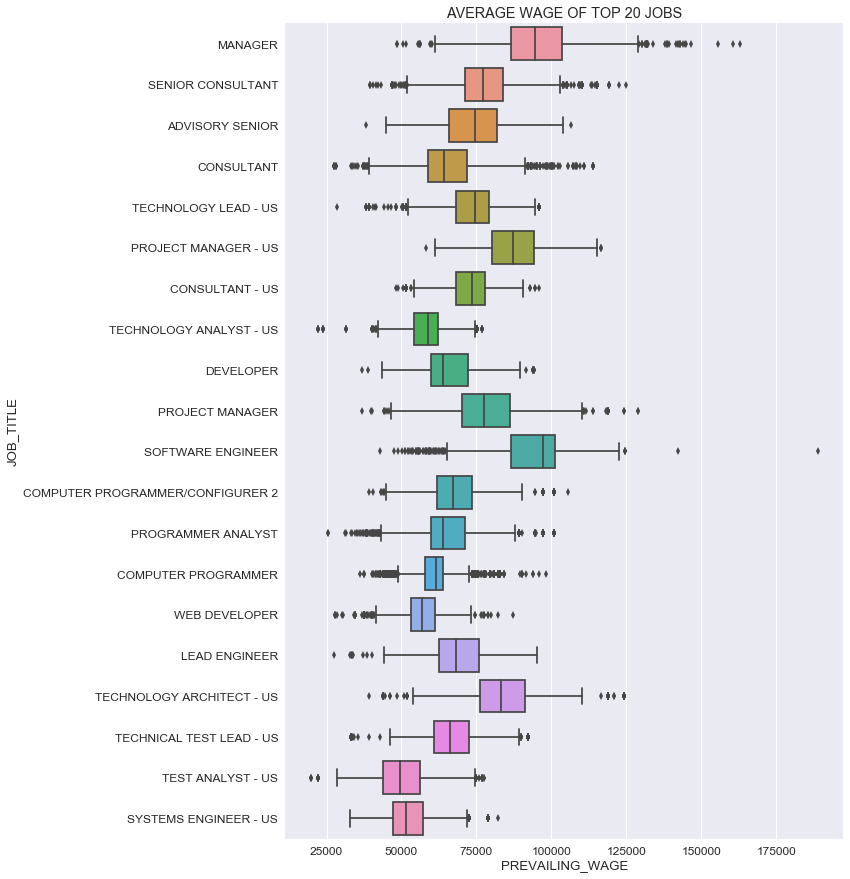 AVERAGE WAGE OF TOP 20 JOBS
JOB_TITLE
MANAGER
SENIOR CONSULTANT
ADVISORY SENIOR
CONSULTANT
TECHNOLOGY LEAD - US
PROJECT MANAGER - US
CONSULTANT - US
TECHNOLOGY ANALYST - US
DEVELOPER
PROJECT MANAGER
SOFTWARE ENGINEER
COMPUTER PROGRAMMER/CONFIGURER 2
PROGRAMMER ANALYST
COMPUTER PROGRAMMER
WEB DEVELOPER
LEAD ENGINEER
TECHNOLOGY ARCHITECT - US
TECHNICAL TEST LEAD - US
TEST ANALYST - US
SYSTEMS ENGINEER - US
25000 50000 75000 100000 125000 150000 175000
PREVAILING_WAGE